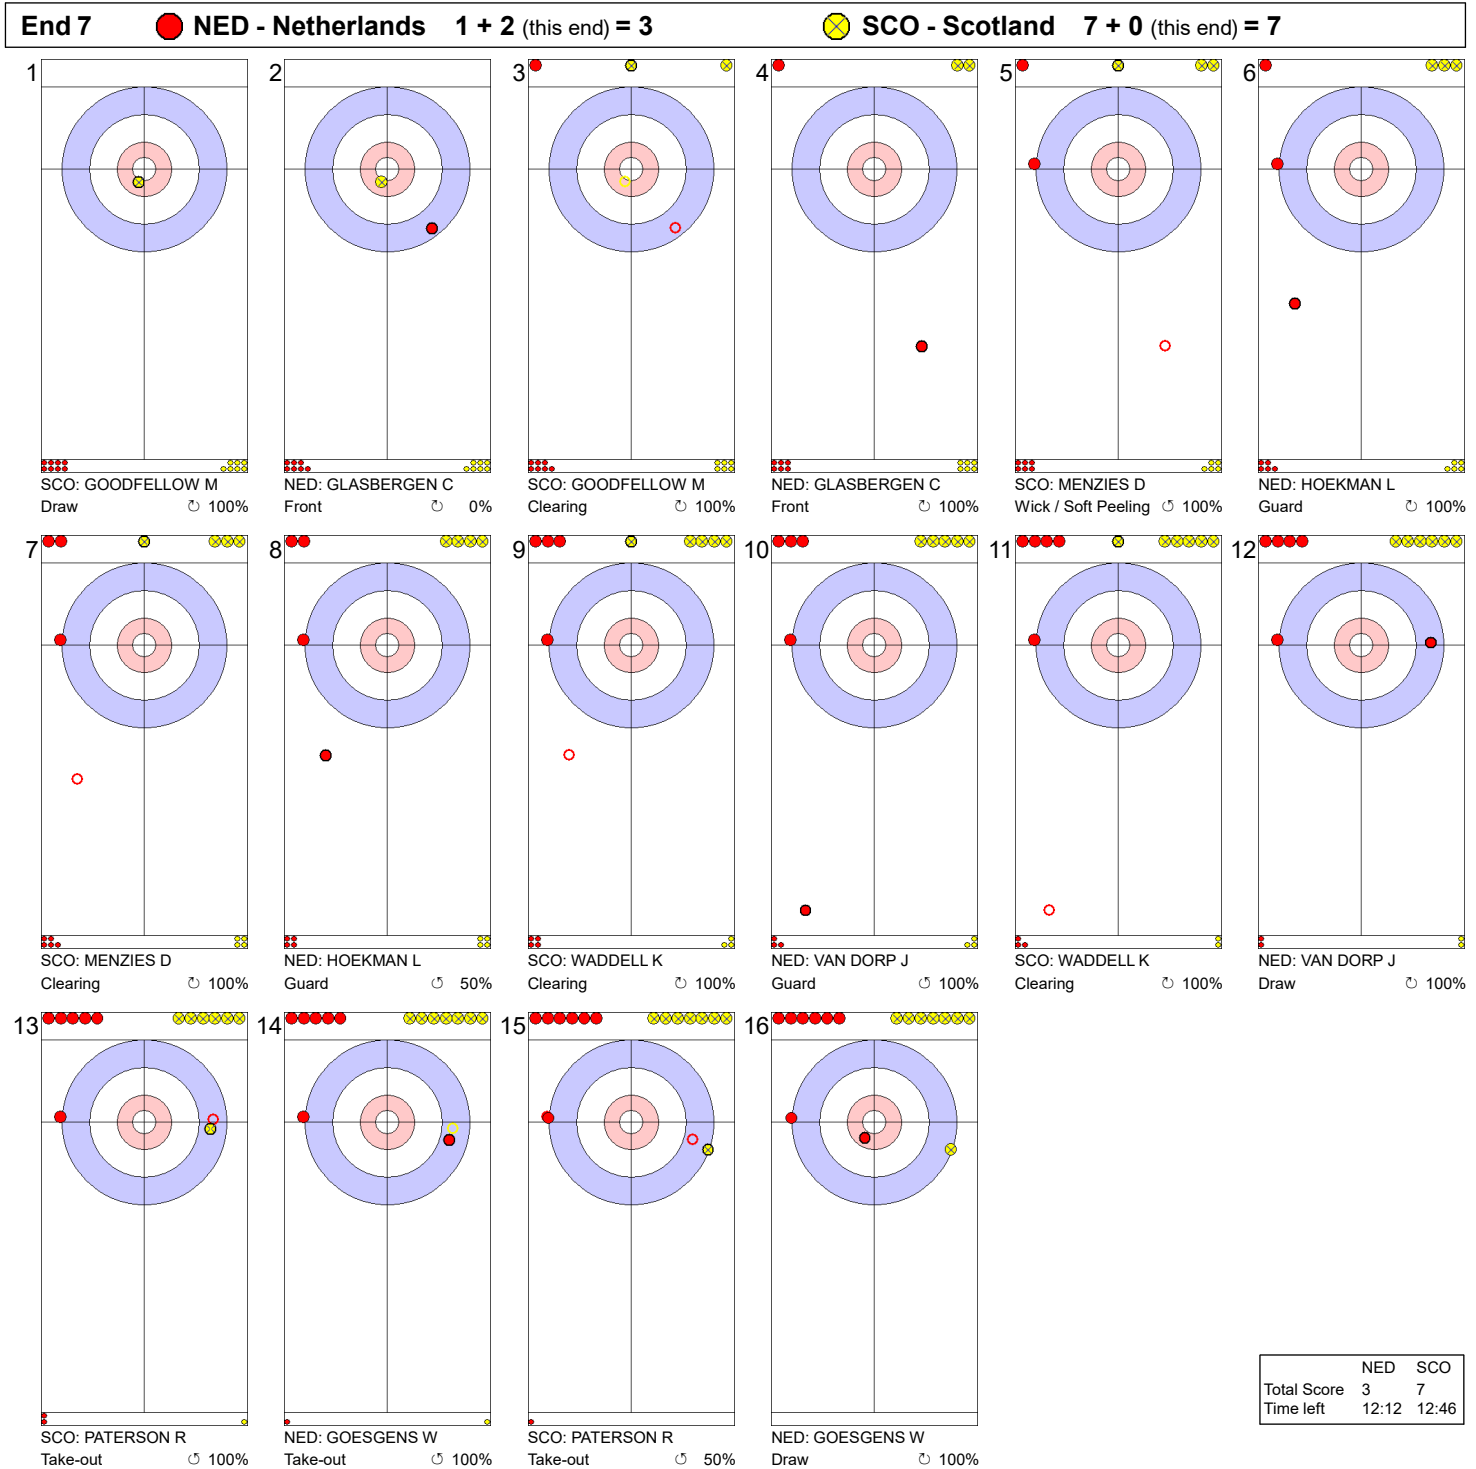 End 7 NED - Netherlands 1 + 2 (this end) = 3 SCO - Scotland 7 + 0 (this end) = 7
1 2 3 4 5 6
SCO: GOODFELLOW M NED: GLASBERGEN C SCO: GOODFELLOW M NED: GLASBERGEN C SCO: MENZIES D NED: HOEKMAN L
Draw ↻ 100% Front ↻ 0% Clearing ↻ 100% Front ↻ 100% Wick / Soft Peeling ↻ 100% Guard ↻ 100%
7 8 9 10 11 12
SCO: MENZIES D NED: HOEKMAN L SCO: WADDELL K NED: VAN DORP J SCO: WADDELL K NED: VAN DORP J
Clearing ↻ 100% Guard ↻ 50% Clearing ↻ 100% Guard ↺ 100% Clearing ↺ 100% Draw ↻ 100%
13 14 15 16
SCO: PATERSON R NED: GOESGENS W SCO: PATERSON R NED: GOESGENS W
Take-out ↺ 100% Take-out ↺ 100% Take-out ↺ 50% Draw ↻ 100%
NED SCO
Total Score 3 7
Time left 12:12 12:46